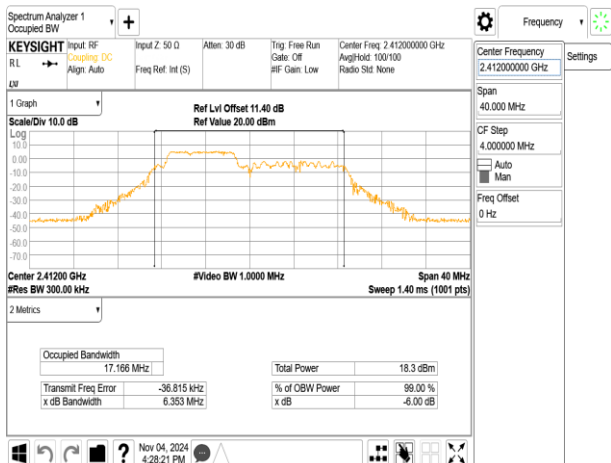 Spectrum Analyzer 1
Occupied BW
Frequency
KEYSIGHT Input: RF Input Z: 50 Ω Atten: 30 dB Trig: Free Run Center Freq: 2.412000000 GHz
Coupling: DC Gate: Off Avg|Hold: 100/100
R L Align: Auto Freq Ref: Int (S) #IF Gain: Low Radio Std: None
LXI
Center Frequency
2.412000000 GHz
Settings
Span
40.000 MHz
CF Step
4.000000 MHz
Auto
Man
Freq Offset
0 Hz
1 Graph
Ref Lvl Offset 11.40 dB
Scale/Div 10.0 dB Ref Value 20.00 dBm
Log
10.0
0.00
-10.0
-20.0
-30.0
-40.0
-50.0
-60.0
-70.0
Center 2.41200 GHz #Video BW 1.0000 MHz Span 40 MHz
#Res BW 300.00 kHz Sweep 1.40 ms (1001 pts)
2 Metrics
Occupied Bandwidth
17.166 MHz Total Power 18.3 dBm
Transmit Freq Error -36.815 kHz % of OBW Power 99.00 %
x dB Bandwidth 6.353 MHz x dB -6.00 dB
? Nov 04, 2024
4:28:21 PM